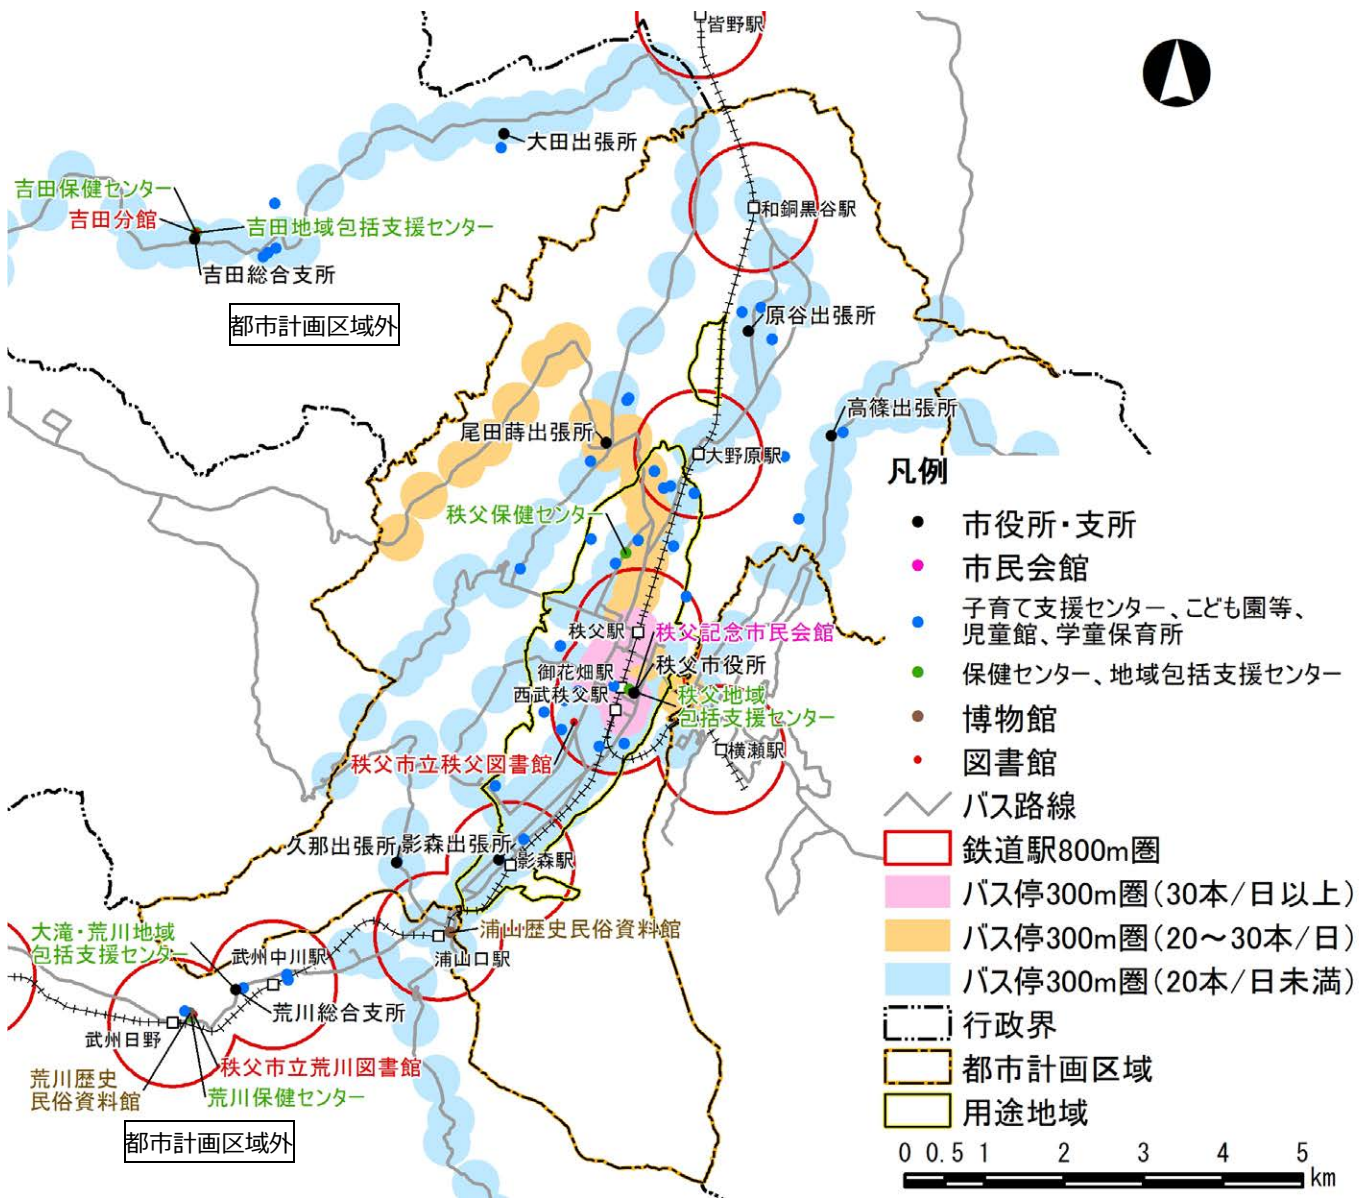 皆野駅
大田出張所
吉田保健センター
吉田分館
吉田地域包括支援センター
吉田総合支所
都市計画区域外
和銅黒谷駅
原谷出張所
高篠出張所
尾田蒔出張所
大野原駅
秩父保健センター
秩父駅
秩父記念市民会館
御花畑駅
秩父市役所
西武秩父駅
秩父地域
包括支援センター
横瀬駅
秩父市立秩父図書館
久那出張所
影森出張所
影森駅
浦山歴史民俗資料館
浦山口駅
大滝・荒川地域
包括支援センター
武州中川駅
荒川総合支所
武州日野
秩父市立荒川図書館
荒川歴史
民俗資料館
荒川保健センター
都市計画区域外
凡例
市役所・支所
市民会館
子育て支援センター、こども園等、
児童館、学童保育所
保健センター、地域包括支援センター
博物館
図書館
バス路線
鉄道駅800m圏
バス停300m圏(30本/日以上)
バス停300m圏(20~30本/日)
バス停300m圏(20本/日未満)
行政界
都市計画区域
用途地域
0 0.5 1 2 3 4 5
km